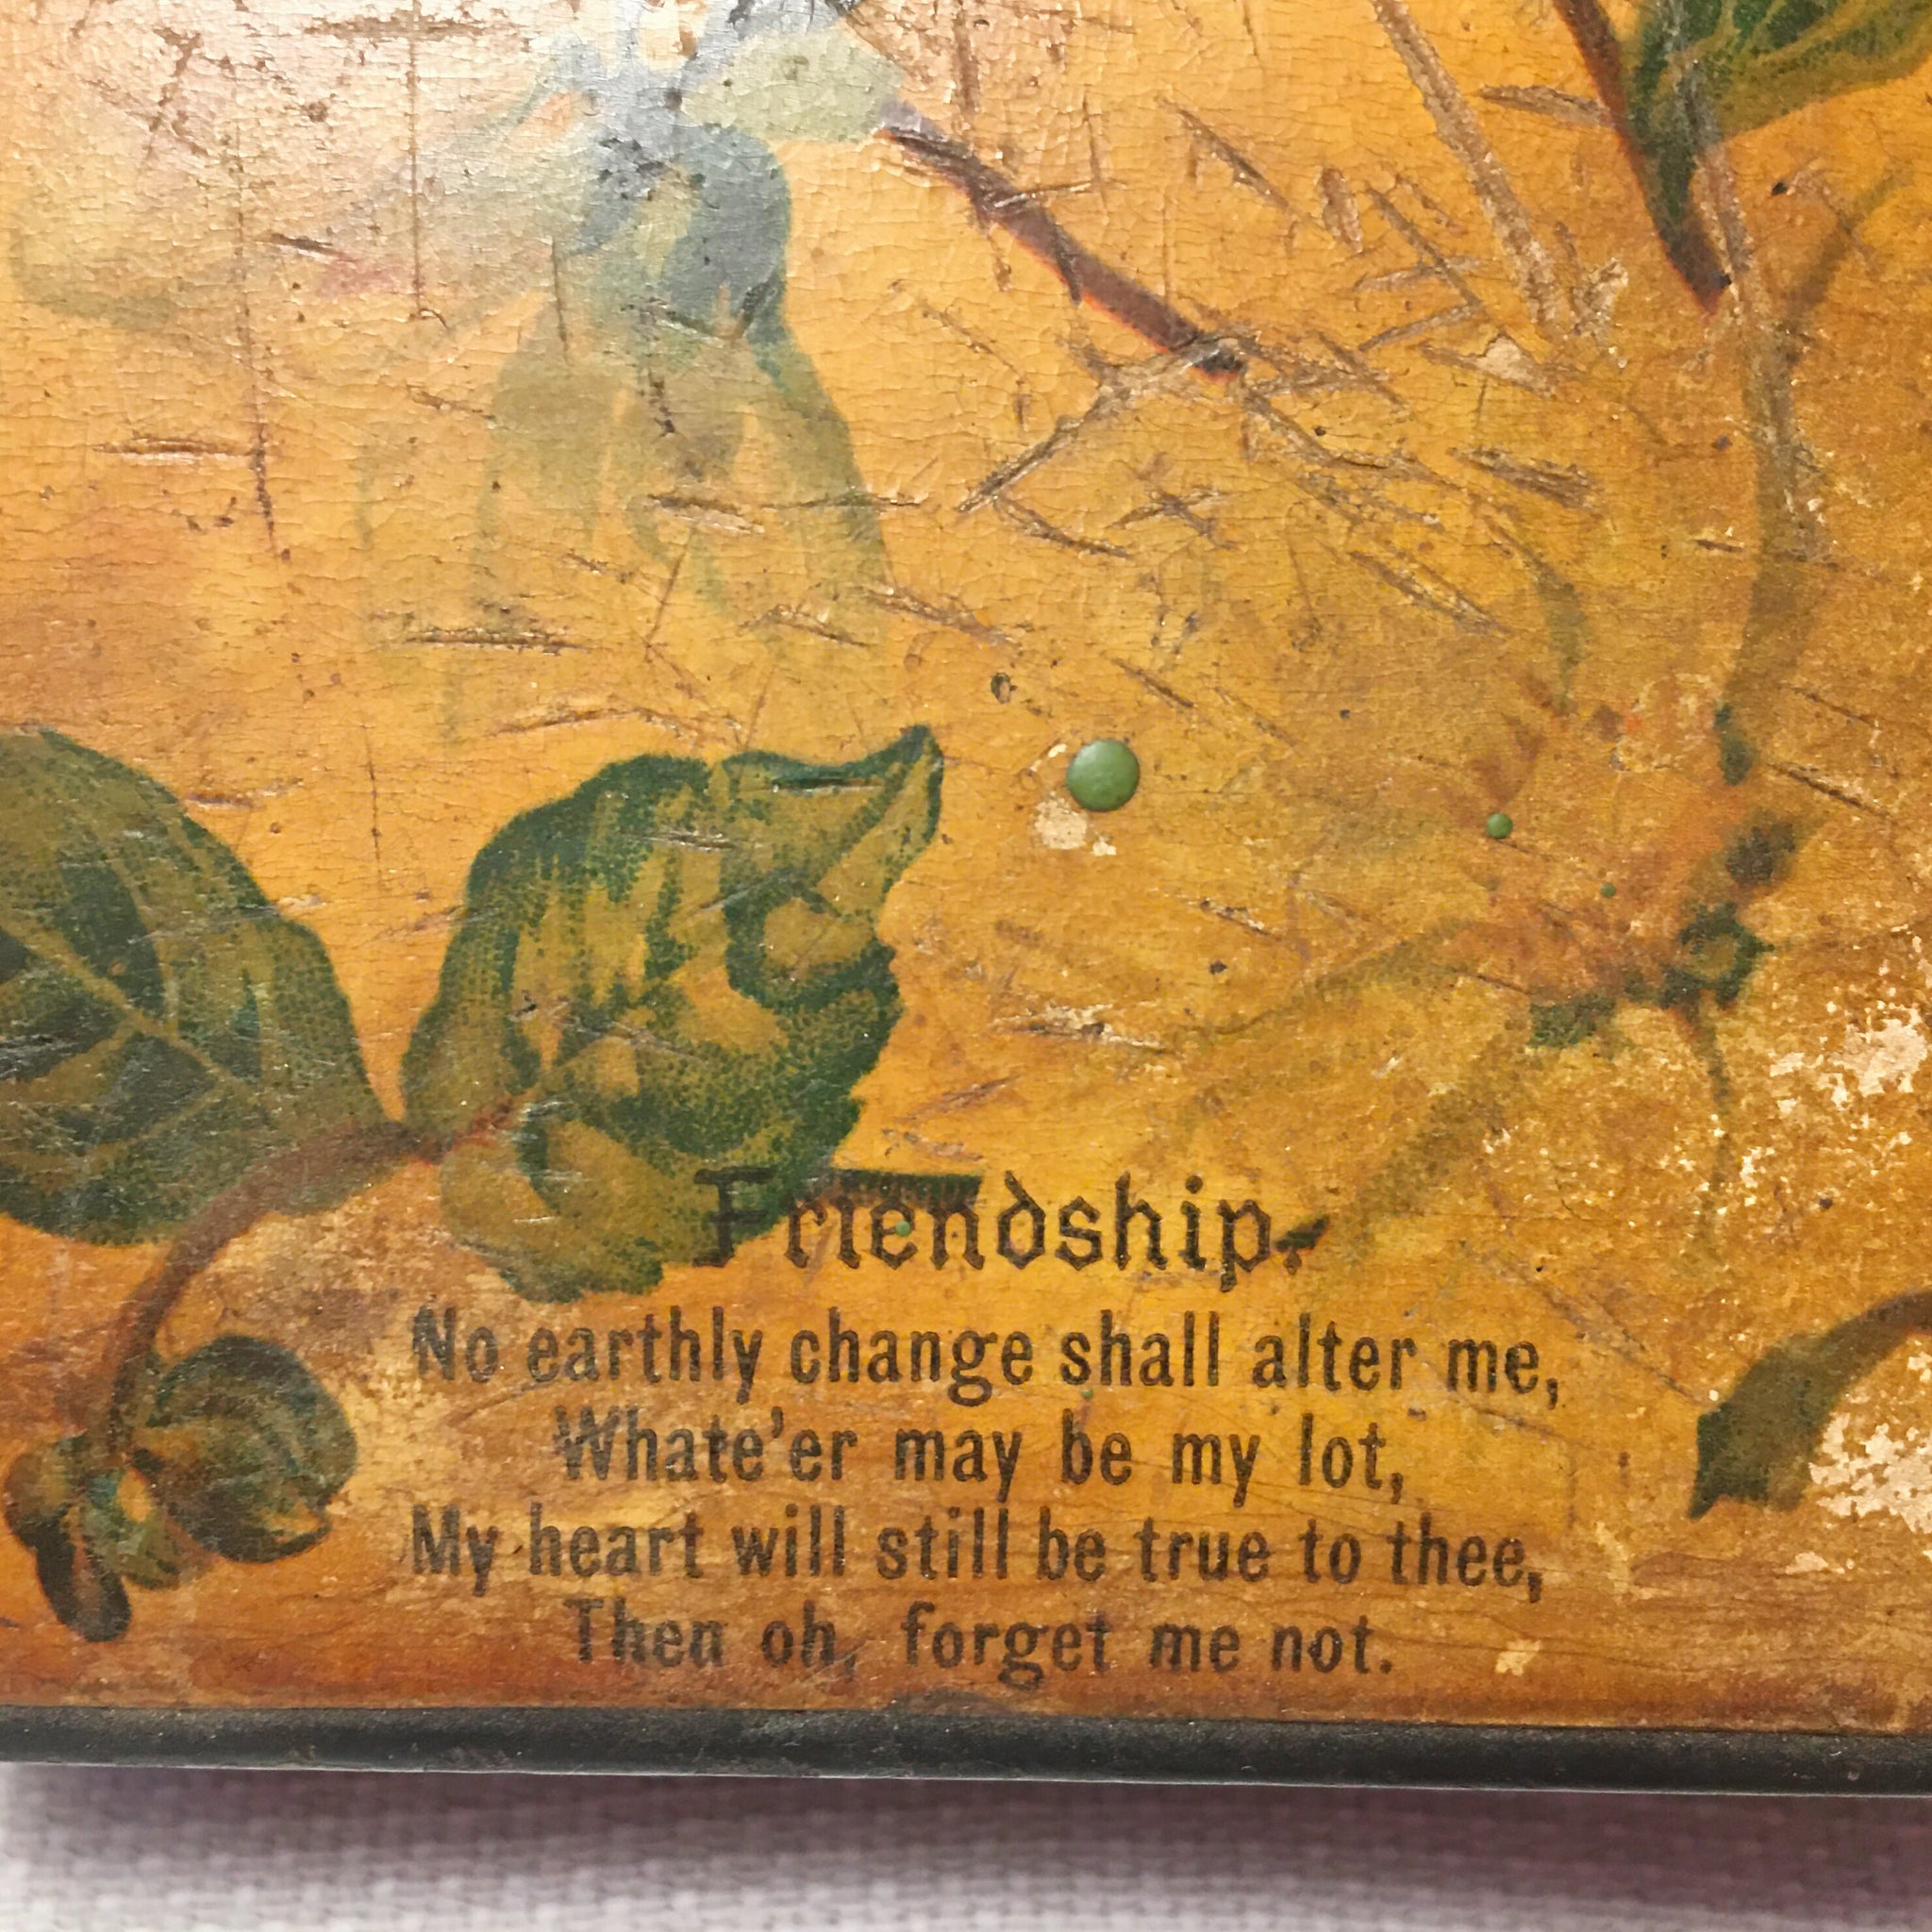 Friendship.
No earthly change shall alter me,
Whate'er may be my lot,
My heart will still be true to thee,
Then oh, forget me not.